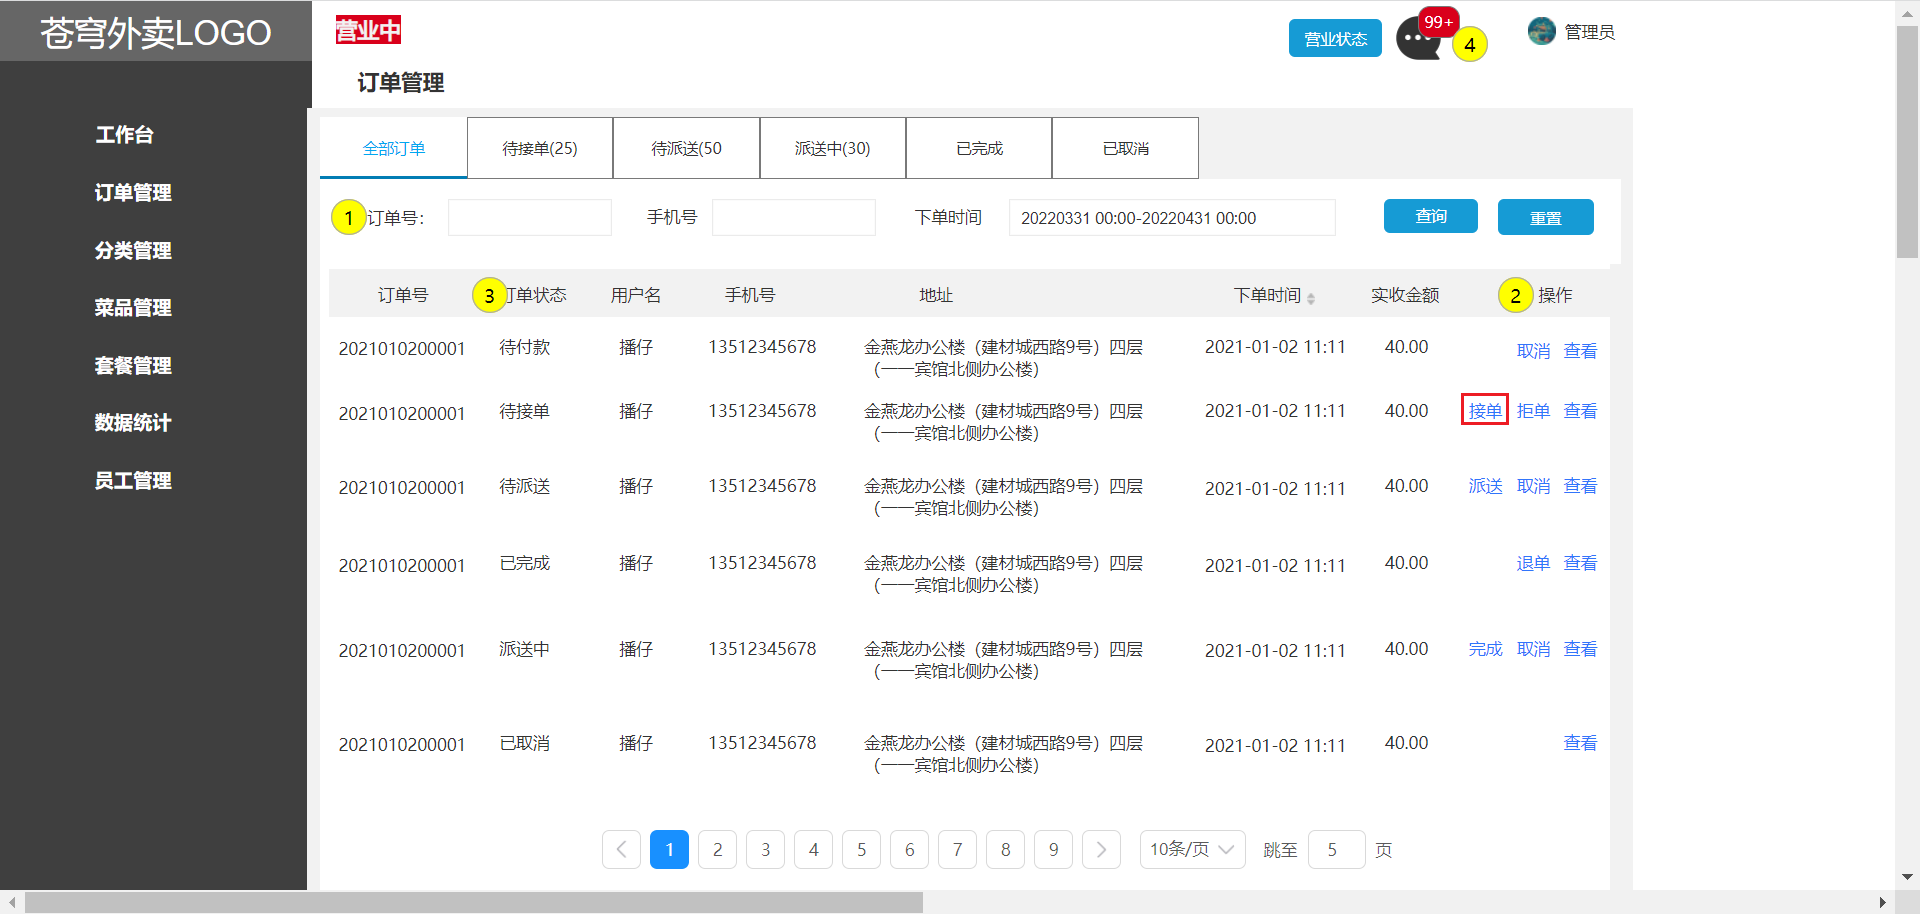 苍穹外卖LOGO
营业中
营业状态
99+
4
管理员
订单管理
工作台
订单管理
分类管理
菜品管理
套餐管理
数据统计
员工管理
全部订单
待接单(25)
待派送(50
派送中(30)
已完成
已取消
1
订单号:
手机号
下单时间
20220331 00:00-20220431 00:00
查询
重置
订单号
3
订单状态
用户名
手机号
地址
下单时间
实收金额
2
操作
2021010200001 待付款 播仔 13512345678 金燕龙办公楼（建材城西路9号）四层 2021-01-02 11:11 40.00 取消 查看
（一一宾馆北侧办公楼）
2021010200001 待接单 播仔 13512345678 金燕龙办公楼（建材城西路9号）四层 2021-01-02 11:11 40.00 接单 拒单 查看
（一一宾馆北侧办公楼）
2021010200001 待派送 播仔 13512345678 金燕龙办公楼（建材城西路9号）四层 2021-01-02 11:11 40.00 派送 取消 查看
（一一宾馆北侧办公楼）
2021010200001 已完成 播仔 13512345678 金燕龙办公楼（建材城西路9号）四层 2021-01-02 11:11 40.00 退单 查看
（一一宾馆北侧办公楼）
2021010200001 派送中 播仔 13512345678 金燕龙办公楼（建材城西路9号）四层 2021-01-02 11:11 40.00 完成 取消 查看
（一一宾馆北侧办公楼）
2021010200001 已取消 播仔 13512345678 金燕龙办公楼（建材城西路9号）四层 2021-01-02 11:11 40.00 查看
（一一宾馆北侧办公楼）
1 2 3 4 5 6 7 8 9 10条/页 跳至 5 页